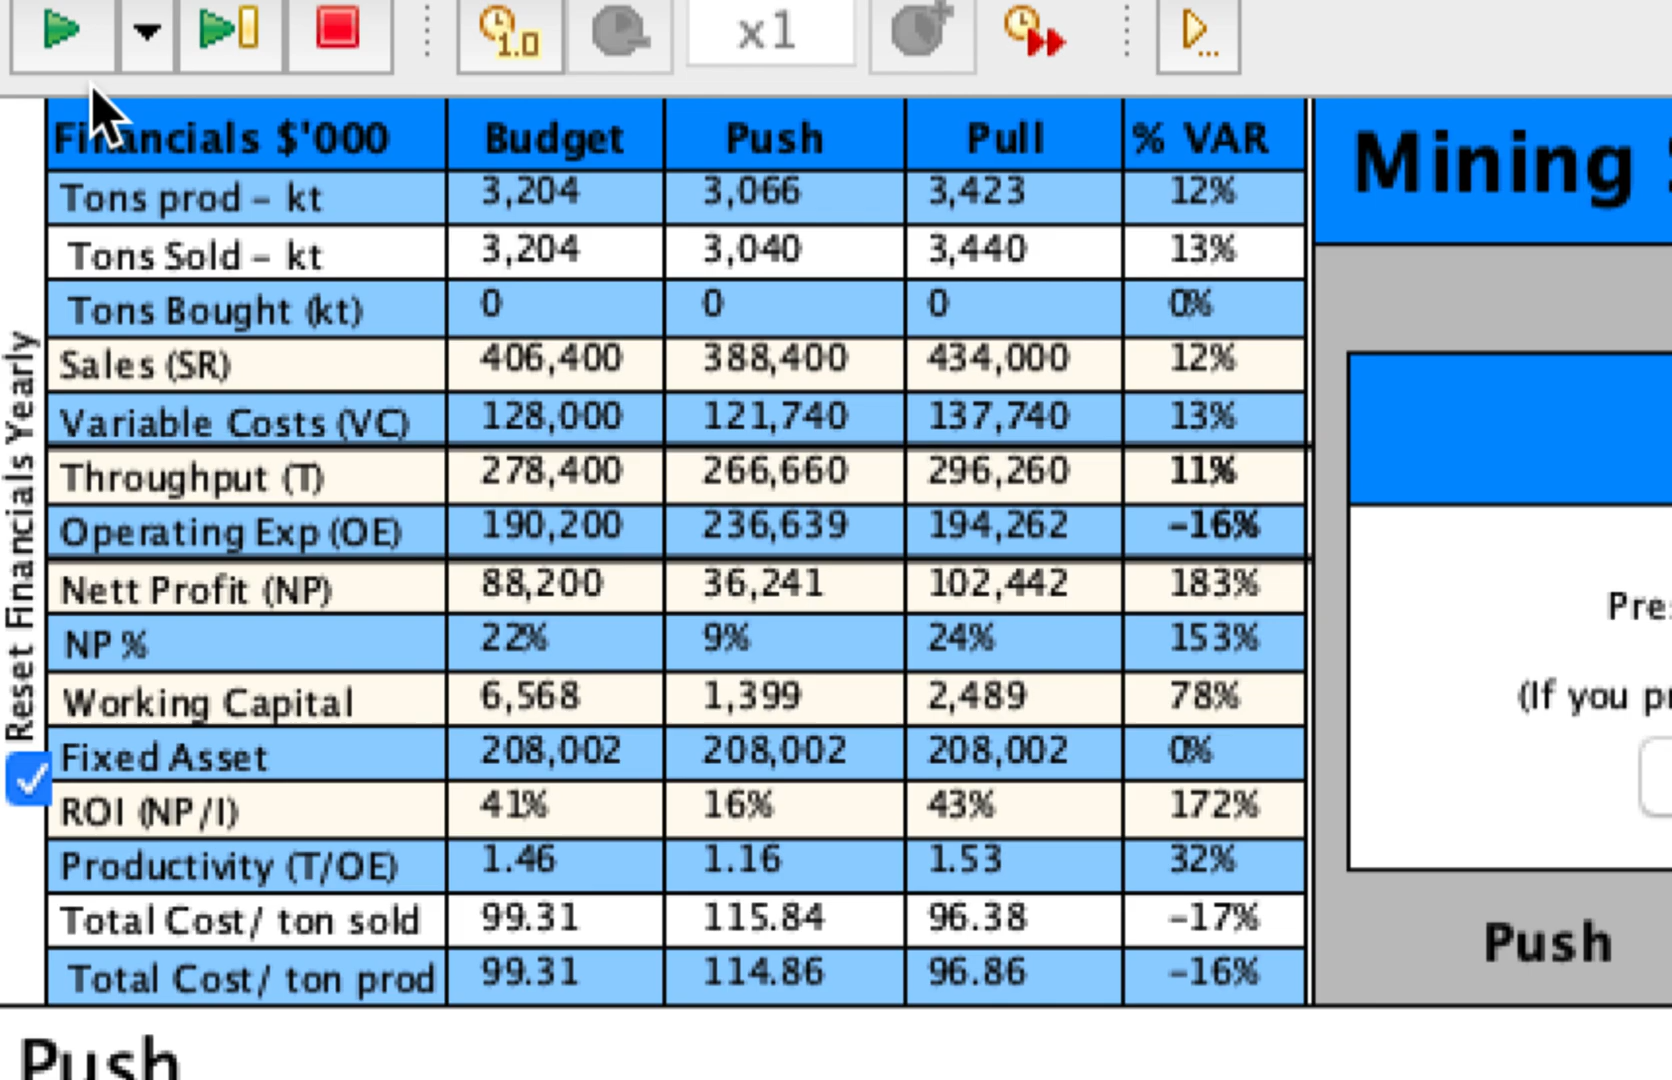 1.0 x1
Financials $'000 Budget Push Pull % VAR
Tons prod – kt 3,204 3,066 3,423 12%
Tons Sold – kt 3,204 3,040 3,440 13%
Tons Bought (kt) 0 0 0 0%
Sales (SR) 406,400 388,400 434,000 12%
Variable Costs (VC) 128,000 121,740 137,740 13%
Throughput (T) 278,400 266,660 296,260 11%
Operating Exp (OE) 190,200 236,639 194,262 –16%
Nett Profit (NP) 88,200 36,241 102,442 183%
NP % 22% 9% 24% 153%
Working Capital 6,568 1,399 2,489 78%
Fixed Asset 208,002 208,002 208,002 0%
ROI (NP/I) 41% 16% 43% 172%
Productivity (T/OE) 1.46 1.16 1.53 32%
Total Cost/ ton sold 99.31 115.84 96.38 –17%
Total Cost/ ton prod 99.31 114.86 96.86 –16%
Reset Financials Yearly
Mining
(If you
Push
Push